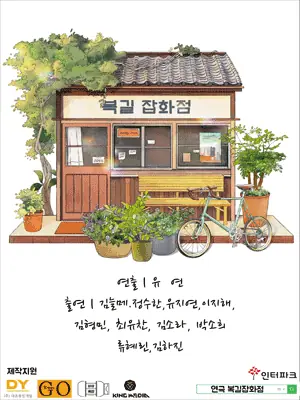 복길 잡화점
연출 | 유 연
출연 | 김늘메.정수한,유지연,이지해,
김형민, 최유찬, 김소라, 박소희
류혜린,김하진
제작지원
DY
GO
KING MEDIA
인터파크
연극 복길잡화점